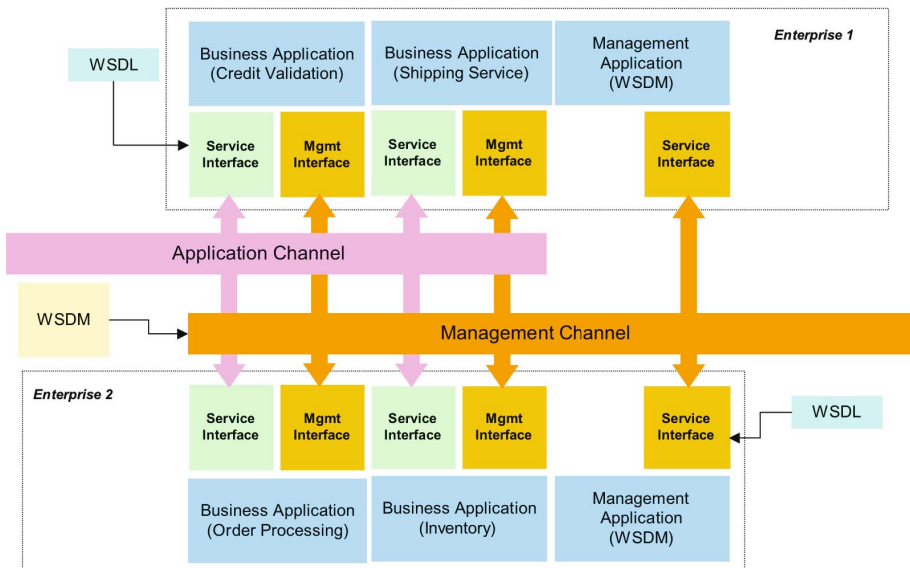 Enterprise 1
WSDL
Business Application
(Credit Validation)
Business Application
(Shipping Service)
Management
Application
(WSDM)
Service
Interface
Mgmt
Interface
Service
Interface
Mgmt
Interface
Service
Interface
Application Channel
WSDM
Management Channel
Enterprise 2
Service
Interface
Mgmt
Interface
Service
Interface
Mgmt
Interface
Service
Interface
WSDL
Business Application
(Order Processing)
Business Application
(Inventory)
Management
Application
(WSDM)